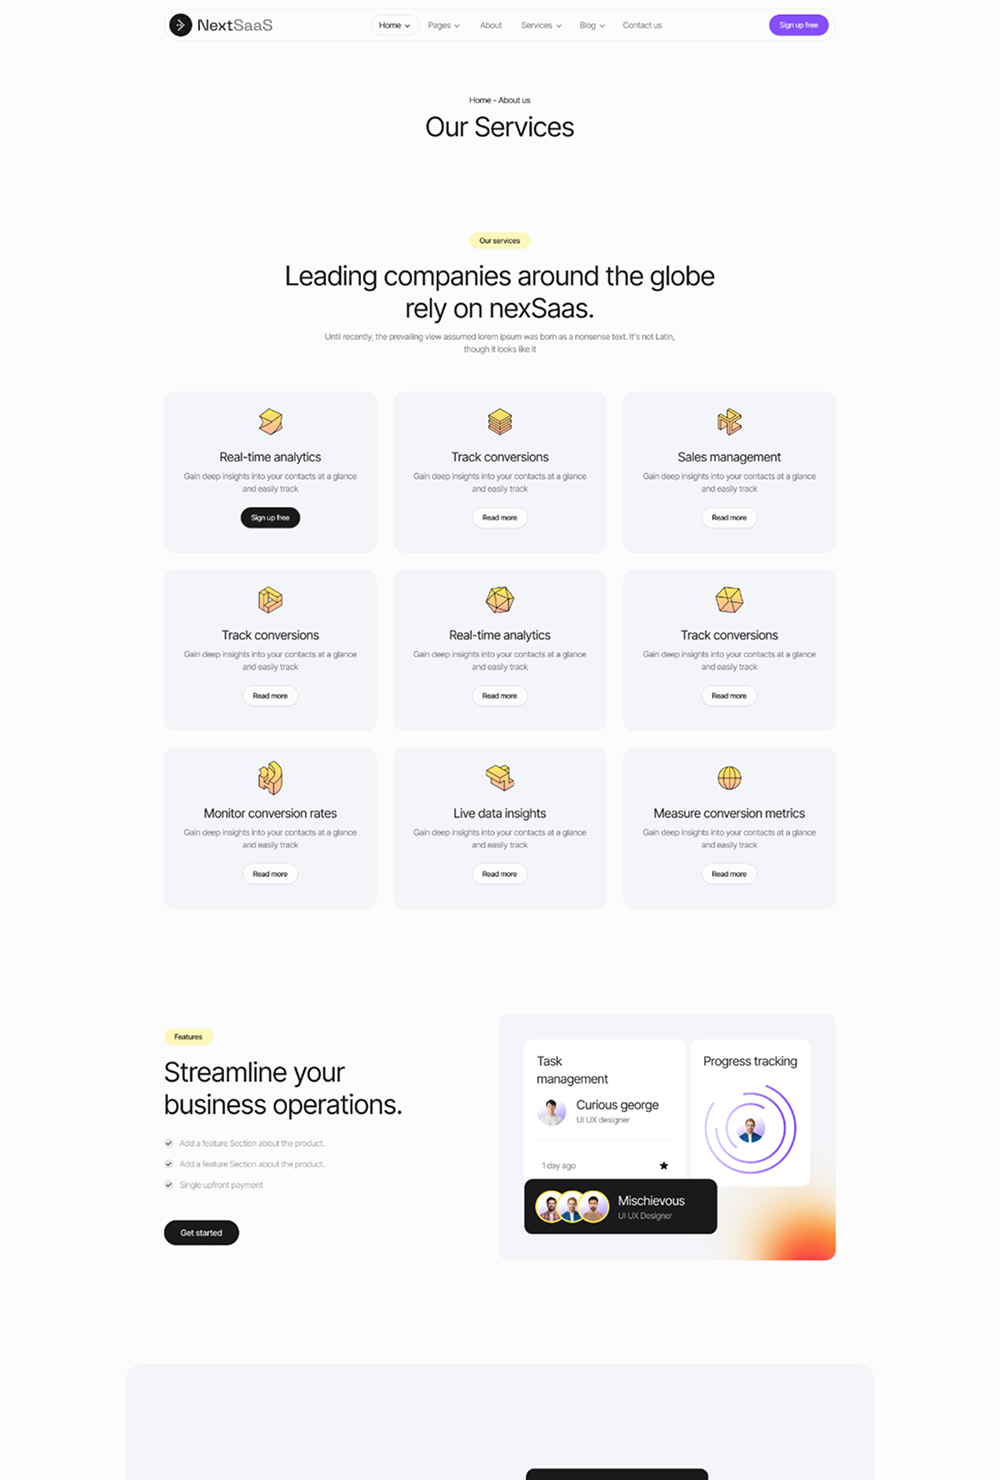 NextSaaS
Home Pages About Services Blog Contact us
Sign up free
Home - About us
Our Services
Our services
Leading companies around the globe
rely on nexSaas.
Until recently, the prevailing view assumed lorem ipsum was born as a nonsense text. It's not Latin,
though it looks like it
Real-time analytics
Gain deep insights into your contacts at a glance
and easily track
Sign up free
Track conversions
Gain deep insights into your contacts at a glance
and easily track
Read more
Sales management
Gain deep insights into your contacts at a glance
and easily track
Read more
Track conversions
Gain deep insights into your contacts at a glance
and easily track
Read more
Real-time analytics
Gain deep insights into your contacts at a glance
and easily track
Read more
Track conversions
Gain deep insights into your contacts at a glance
and easily track
Read more
Monitor conversion rates
Gain deep insights into your contacts at a glance
and easily track
Read more
Live data insights
Gain deep insights into your contacts at a glance
and easily track
Read more
Measure conversion metrics
Gain deep insights into your contacts at a glance
and easily track
Read more
Features
Streamline your
business operations.
Add a feature Section about the product.
Add a feature Section about the product.
Single upfront payment
Get started
Task
management
Curious george
UI UX designer
1 day ago
Progress tracking
Mischievous
UI UX Designer